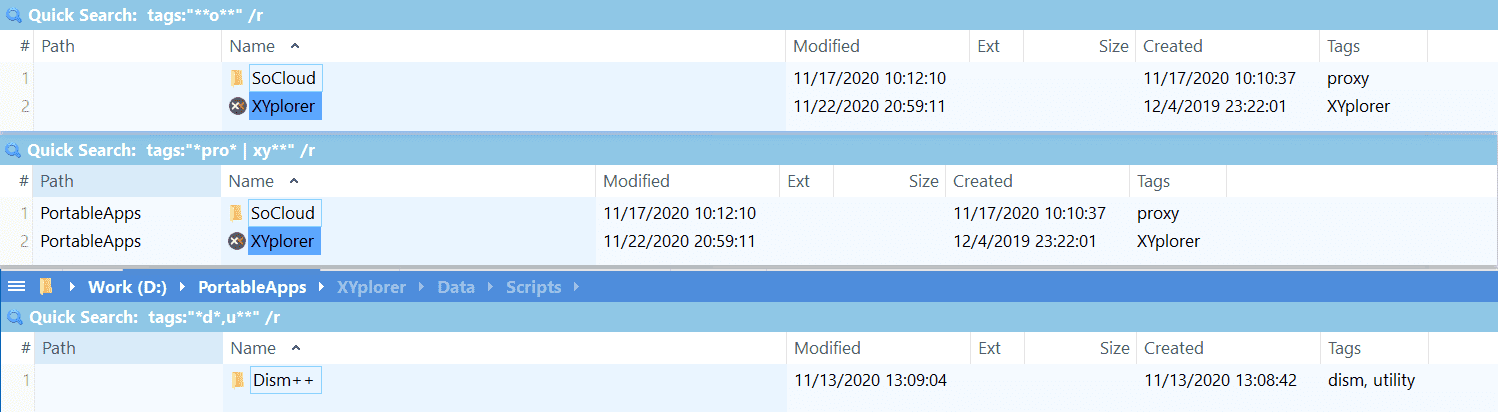 Quick Search: tags:"**o**" /r
# Path Name Modified Ext Size Created Tags
1 SoCloud 11/17/2020 10:12:10 11/17/2020 10:10:37 proxy
2 XYplorer 11/22/2020 20:59:11 12/4/2019 23:22:01 XYplorer
Quick Search: tags:"*pro* | xy**" /r
# Path Name Modified Ext Size Created Tags
1 PortableApps SoCloud 11/17/2020 10:12:10 11/17/2020 10:10:37 proxy
2 PortableApps XYplorer 11/22/2020 20:59:11 12/4/2019 23:22:01 XYplorer
Work (D:) PortableApps XYplorer Data Scripts
Quick Search: tags:"*d*,u**" /r
# Path Name Modified Ext Size Created Tags
1 Dism++ 11/13/2020 13:09:04 11/13/2020 13:08:42 dism, utility